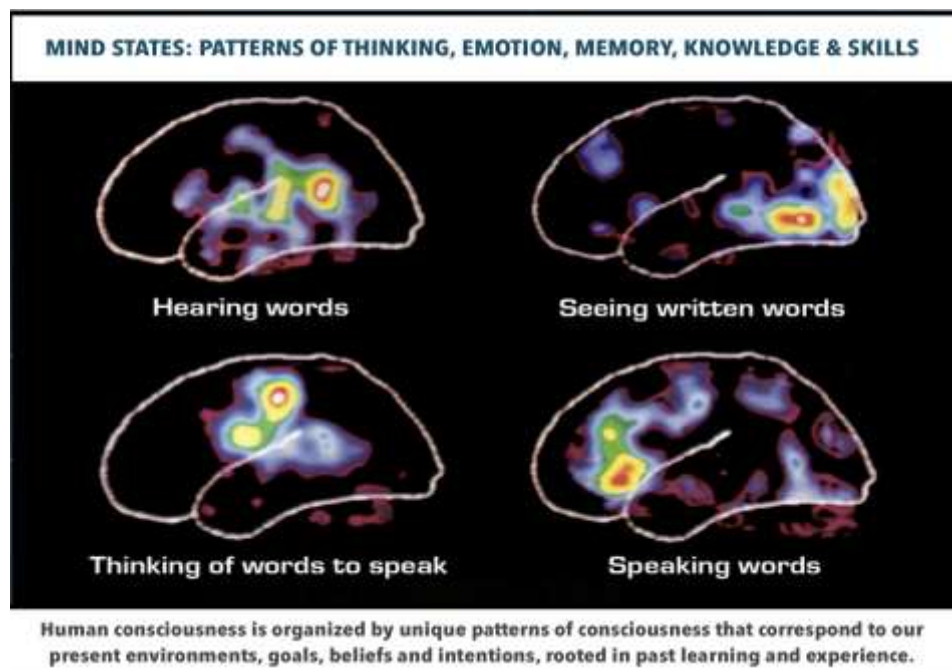 MIND STATES: PATTERNS OF THINKING, EMOTION, MEMORY, KNOWLEDGE & SKILLS
Hearing words
Seeing written words
Thinking of words to speak
Speaking words
Human consciousness is organized by unique patterns of consciousness that correspond to our
present environments, goals, beliefs and intentions, rooted in past learning and experience.